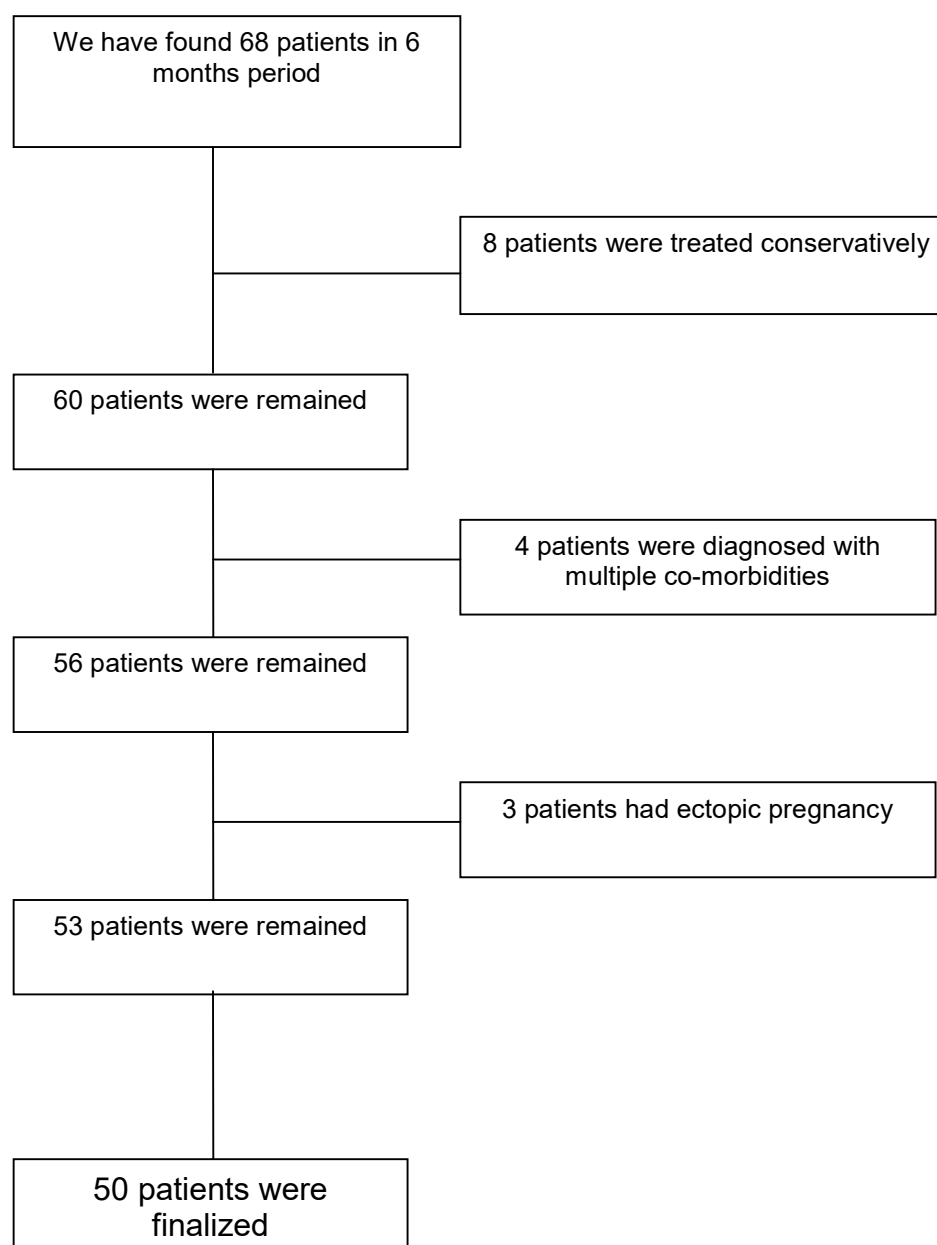 We have found 68 patients in 6
months period
8 patients were treated conservatively
60 patients were remained
4 patients were diagnosed with
multiple co-morbidities
56 patients were remained
3 patients had ectopic pregnancy
53 patients were remained
50 patients were
finalized